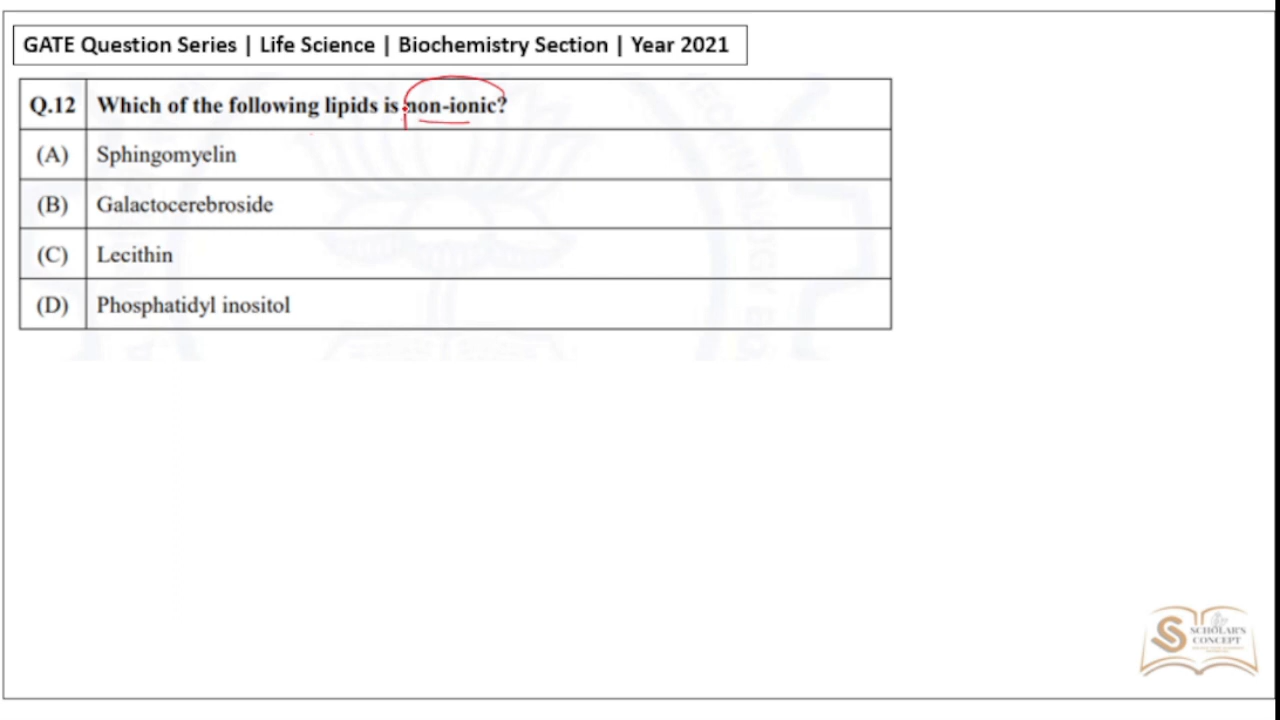 GATE Question Series | Life Science | Biochemistry Section | Year 2021
Q.12 Which of the following lipids is non-ionic?
(A) Sphingomyelin
(B) Galactocerebroside
(C) Lecithin
(D) Phosphatidyl inositol
SCHOLAR'S
CONCEPT